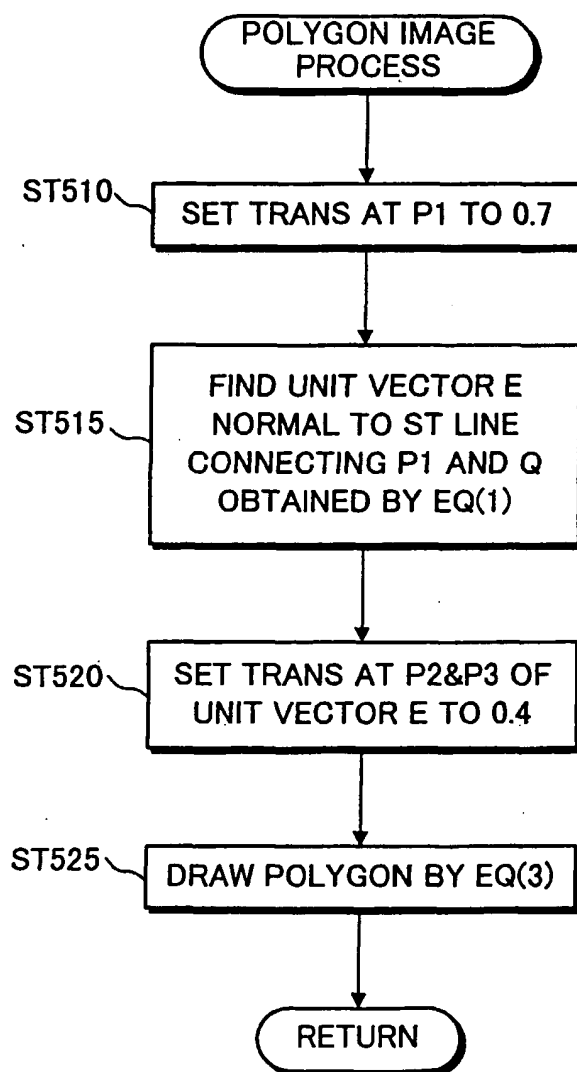 POLYGON IMAGE
PROCESS
ST510
SET TRANS AT P1 TO 0.7
ST515
FIND UNIT VECTOR E
NORMAL TO ST LINE
CONNECTING P1 AND Q
OBTAINED BY EQ(1)
ST520
SET TRANS AT P2&P3 OF
UNIT VECTOR E TO 0.4
ST525
DRAW POLYGON BY EQ(3)
RETURN